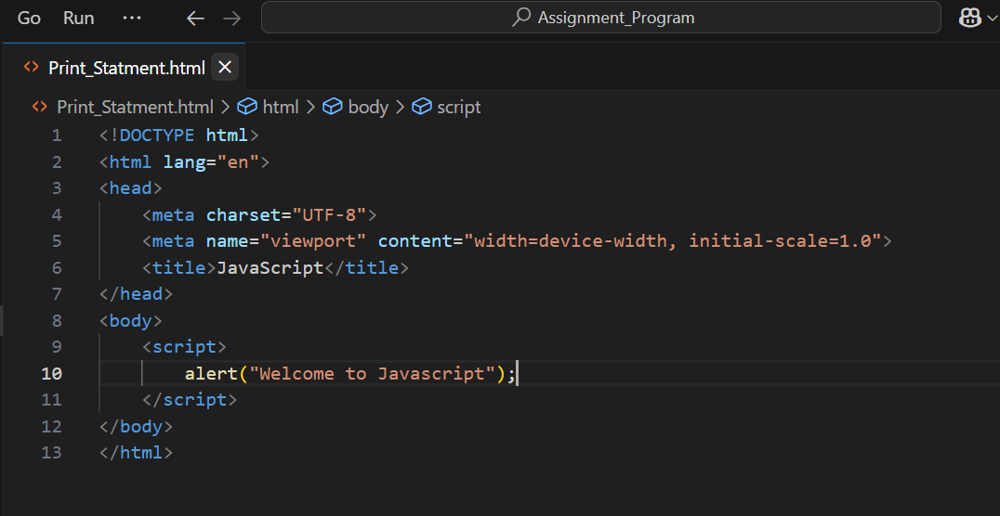 Go Run ... Assignment_Program
Print_Statment.html
Print_Statment.html > html > body > script
1 <!DOCTYPE html>
2 <html lang="en">
3 <head>
4     <meta charset="UTF-8">
5     <meta name="viewport" content="width=device-width, initial-scale=1.0">
6     <title>JavaScript</title>
7 </head>
8 <body>
9     <script>
10         alert("Welcome to Javascript");
11     </script>
12 </body>
13 </html>